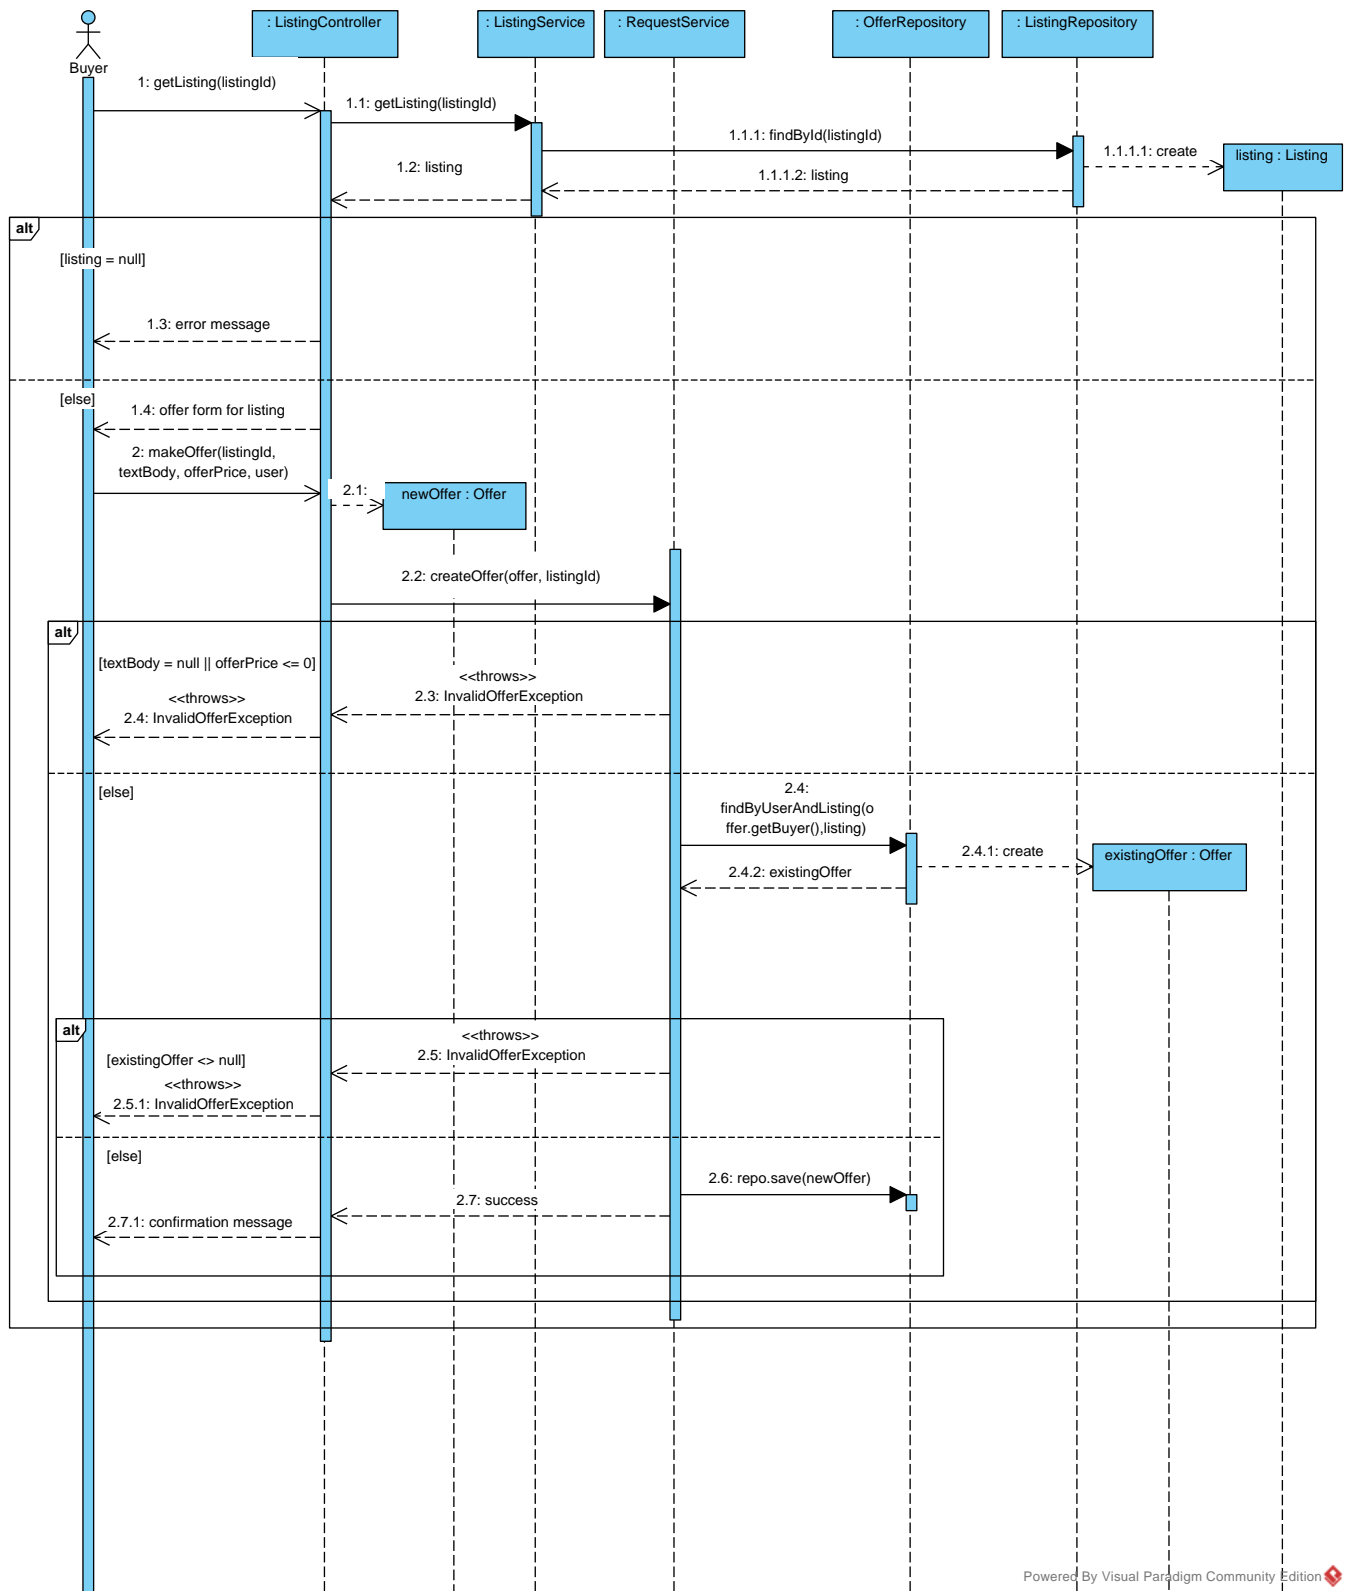 : ListingController
: ListingService
: RequestService
: OfferRepository
: ListingRepository
Buyer
1: getListing(listingId)
1.1: getListing(listingId)
1.1.1: findById(listingId)
1.1.1.1: create
listing : Listing
1.2: listing
1.1.1.2: listing
alt
[listing = null]
1.3: error message
[else]
1.4: offer form for listing
2: makeOffer(listingId,
textBody, offerPrice, user)
2.1:
newOffer : Offer
2.2: createOffer(offer, listingId)
alt
[textBody = null || offerPrice <= 0]
<<throws>>
2.3: InvalidOfferException
<<throws>>
2.4: InvalidOfferException
[else]
2.4:
findByUserAndListing(o
ffer.getBuyer(),listing)
2.4.1: create
existingOffer : Offer
2.4.2: existingOffer
alt
<<throws>>
2.5: InvalidOfferException
[existingOffer <> null]
<<throws>>
2.5.1: InvalidOfferException
[else]
2.6: repo.save(newOffer)
2.7: success
2.7.1: confirmation message
Powered By Visual Paradigm Community Edition